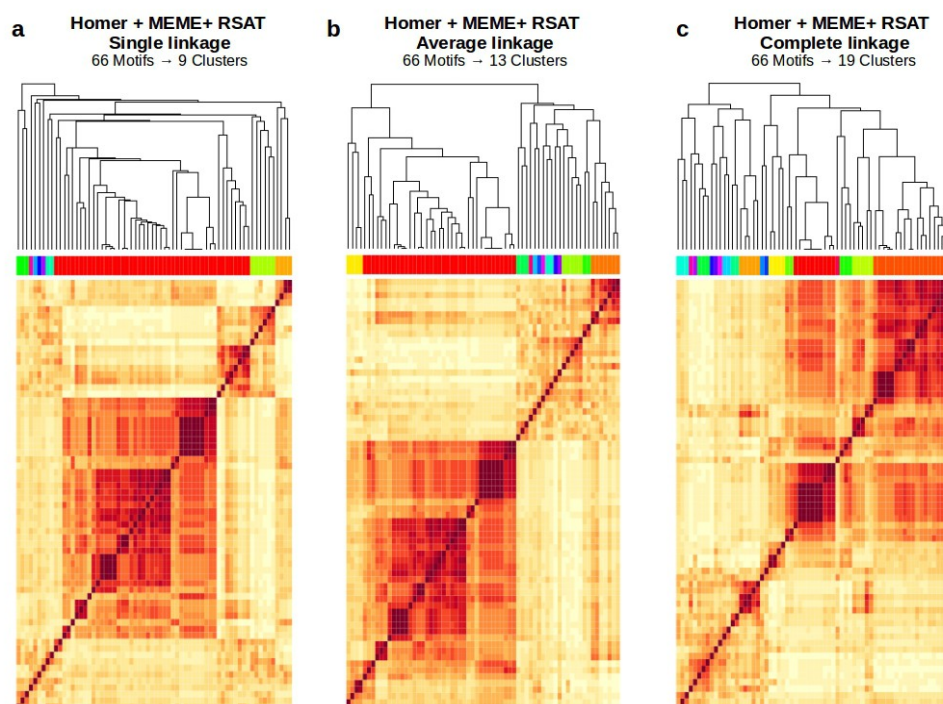 a
Homer + MEME+ RSAT
Single linkage
66 Motifs → 9 Clusters
b
Homer + MEME+ RSAT
Average linkage
66 Motifs → 13 Clusters
c
Homer + MEME+ RSAT
Complete linkage
66 Motifs → 19 Clusters